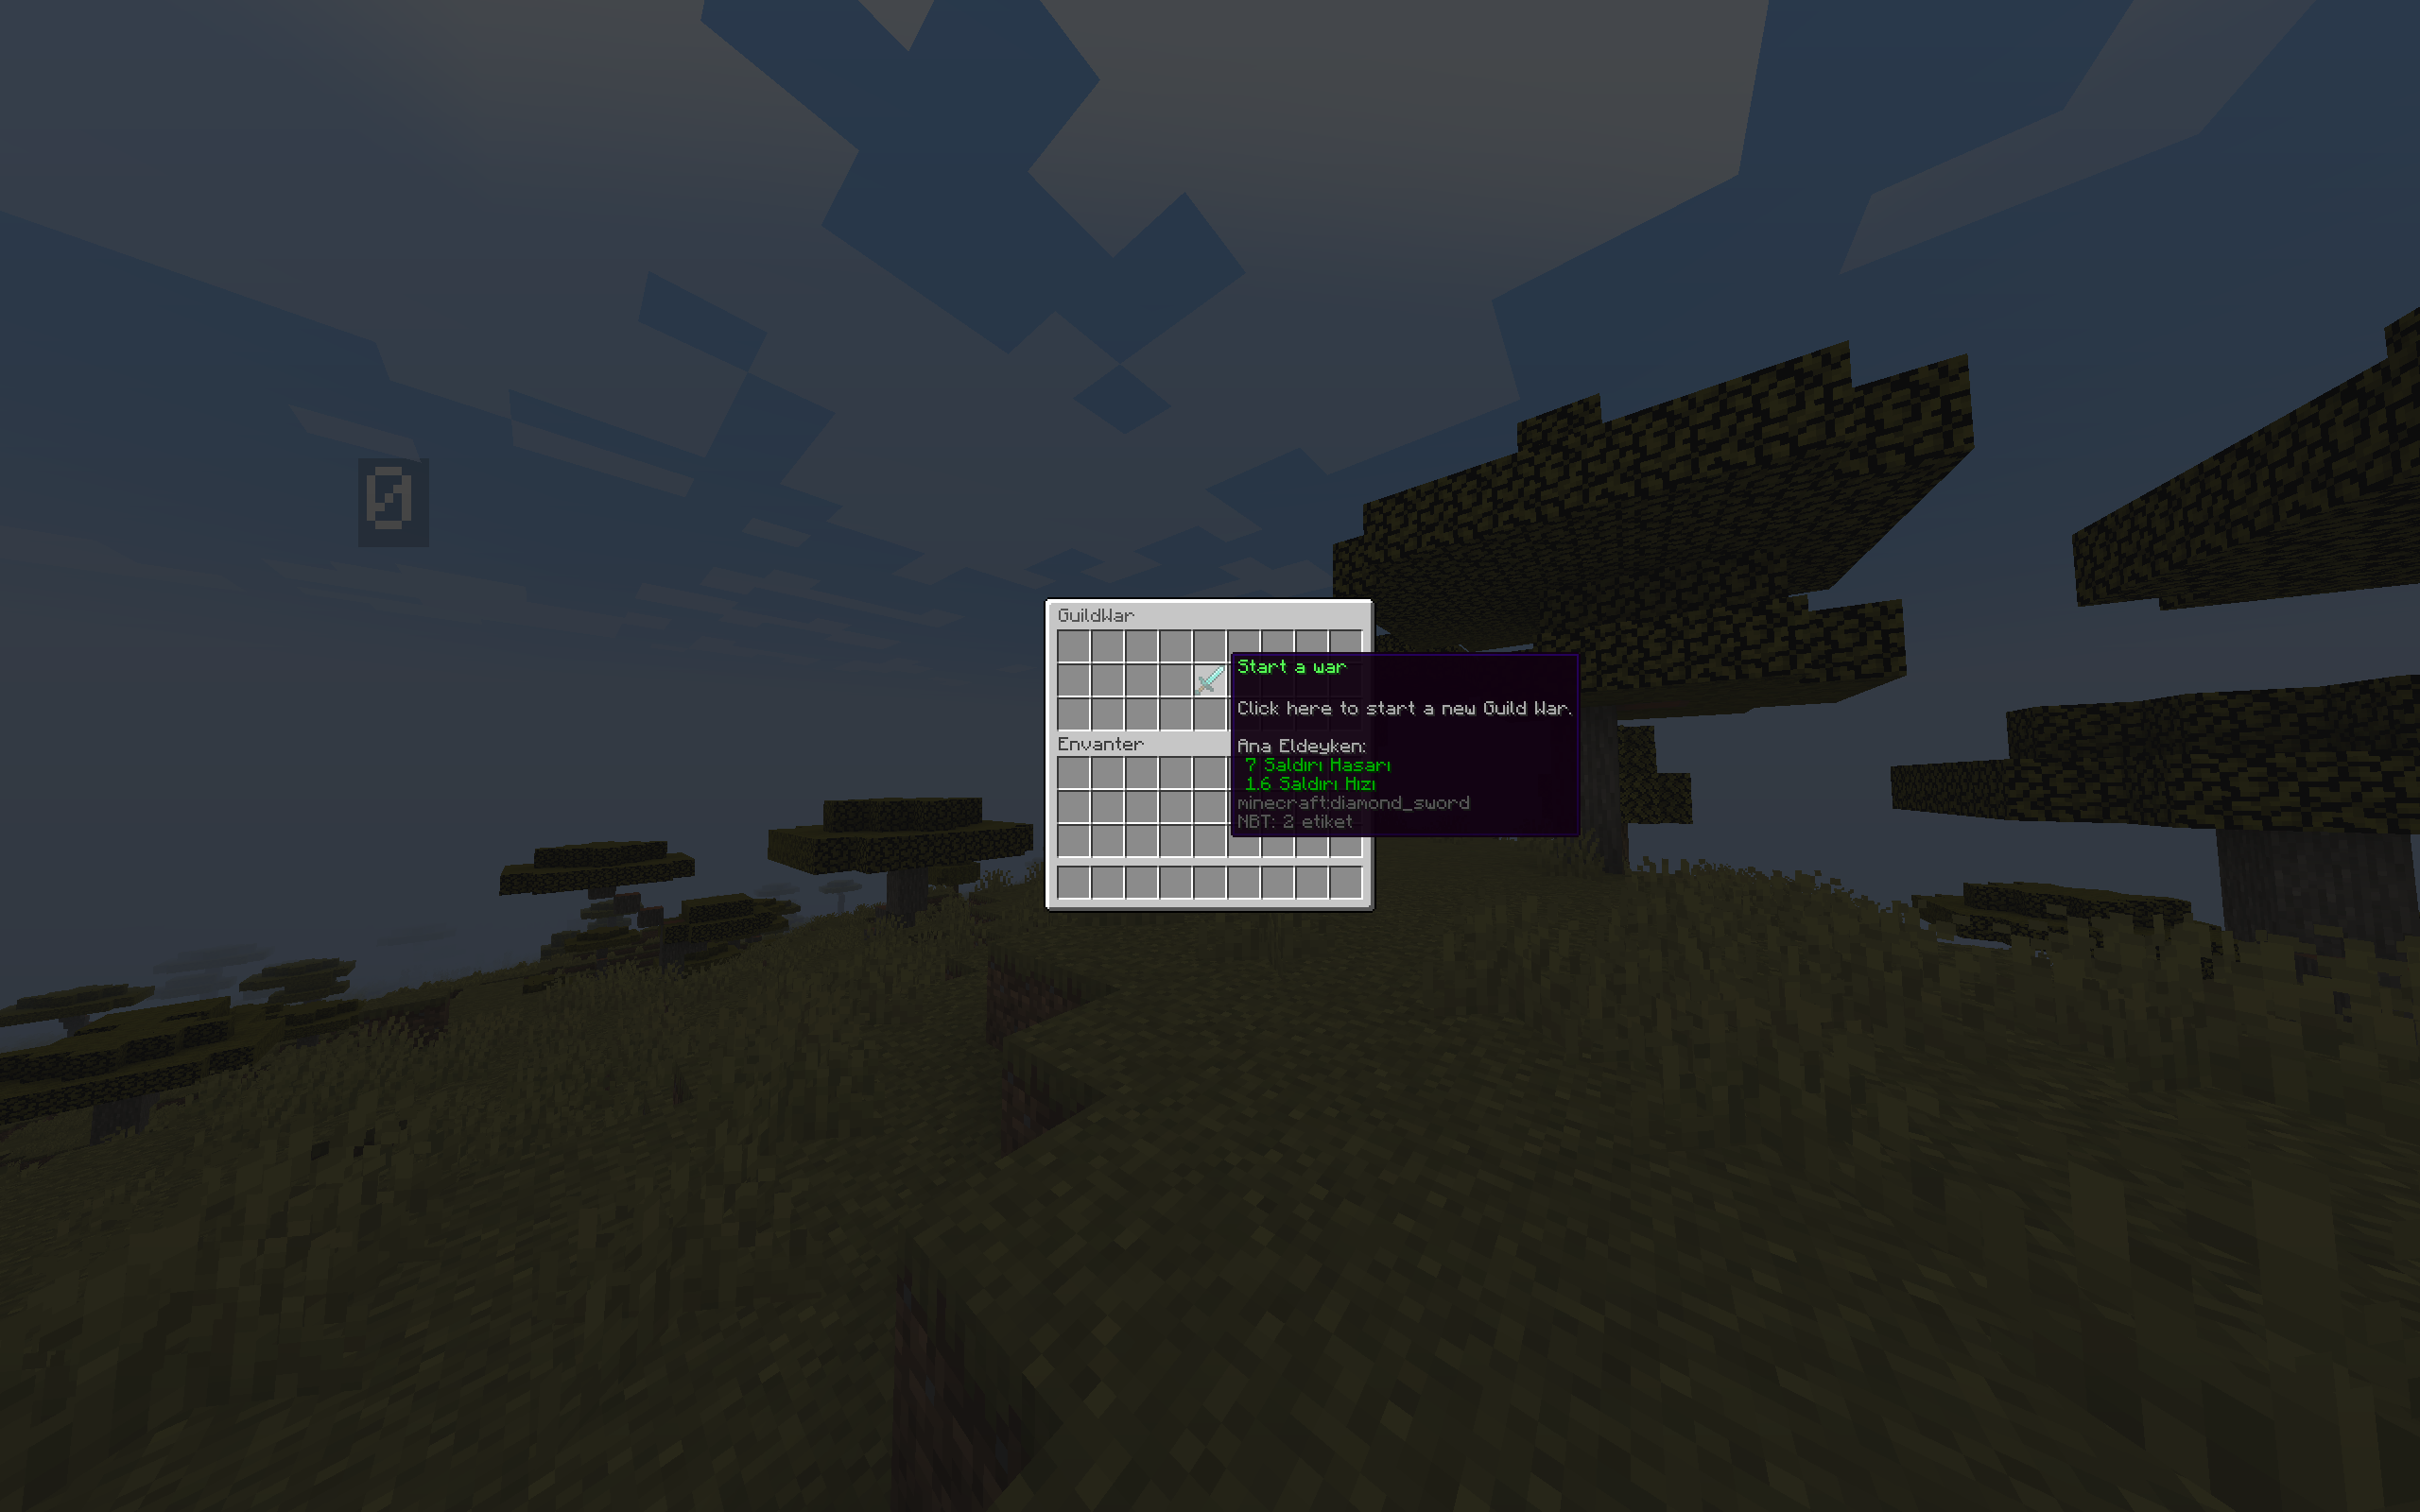 0
GuildWar
Start a war
Click here to start a new Guild War.
Envanter
Ana Eldeyken:
7 Saldırı Hasarı
1.6 Saldırı Hızı
minecraft:diamond_sword
NBT: 2 etiket